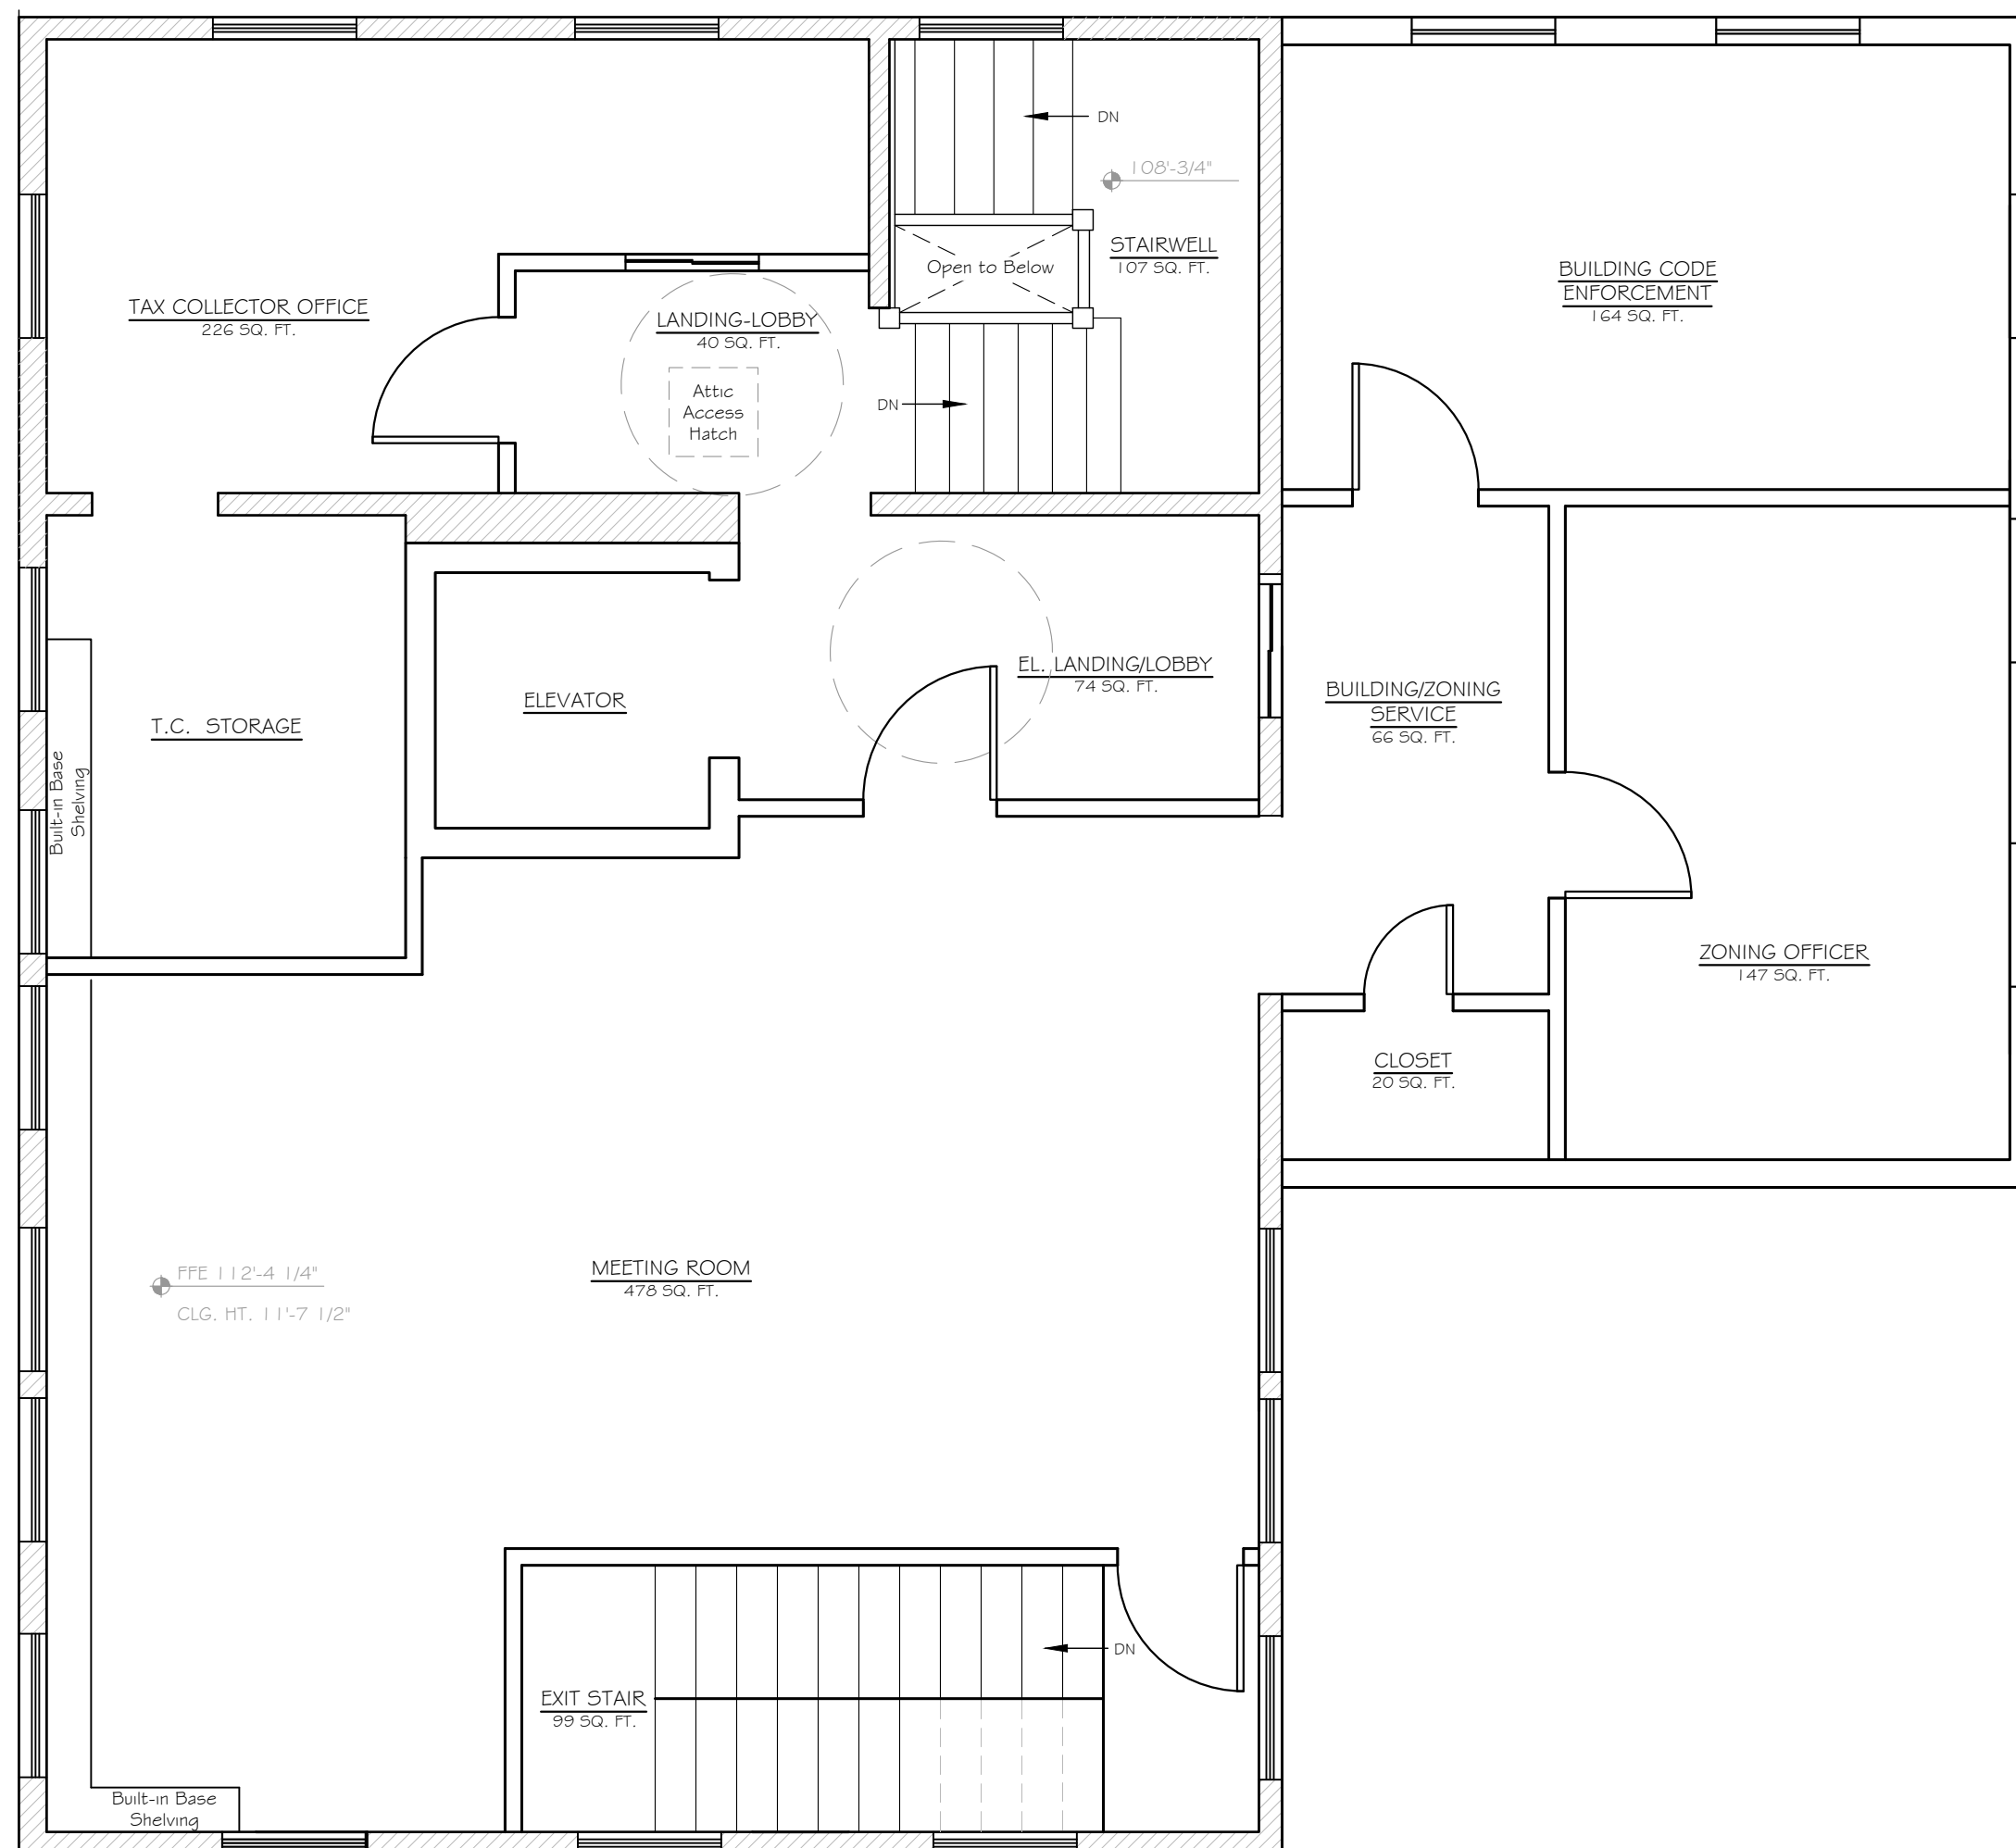 DN
108'-3/4"
STAIRWELL
107 SQ. FT.
Open to Below
BUILDING CODE
ENFORCEMENT
164 SQ. FT.
TAX COLLECTOR OFFICE
226 SQ. FT.
LANDING-LOBBY
40 SQ. FT.
Attic
Access
Hatch
DN
EL. LANDING/LOBBY
74 SQ. FT.
ELEVATOR
T.C. STORAGE
BUILDING/ZONING
SERVICE
66 SQ. FT.
Built-in Base
Shelving
ZONING OFFICER
147 SQ. FT.
CLOSET
20 SQ. FT.
FFE 112'-4 1/4"
CLG. HT. 11'-7 1/2"
MEETING ROOM
478 SQ. FT.
DN
EXIT STAIR
99 SQ. FT.
Built-in Base
Shelving